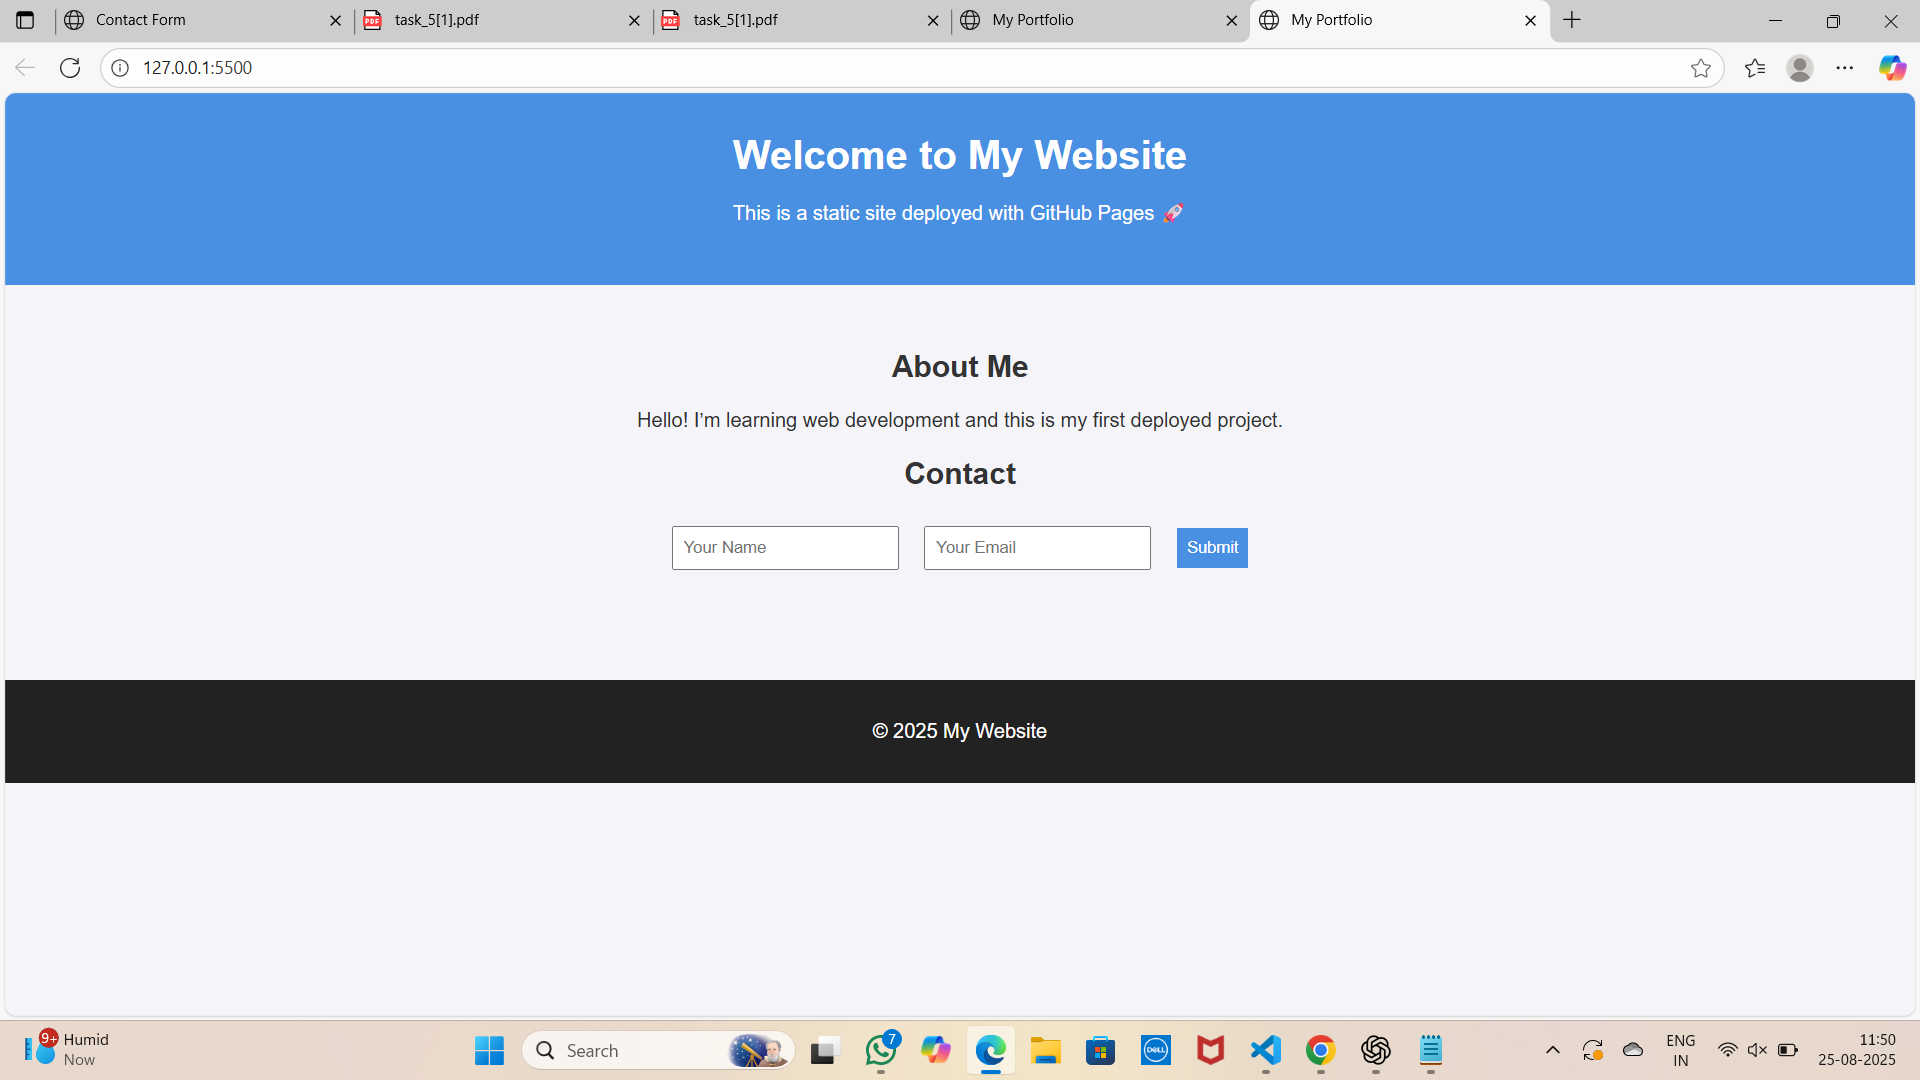 Contact Form
task_5[1].pdf
task_5[1].pdf
My Portfolio
My Portfolio
127.0.0.1:5500
Welcome to My Website
This is a static site deployed with GitHub Pages 🚀
About Me
Hello! I’m learning web development and this is my first deployed project.
Contact
Your Name
Your Email
Submit
© 2025 My Website
9+
Humid
Now
Search
7
DELL
ENG
IN
11:50
25-08-2025